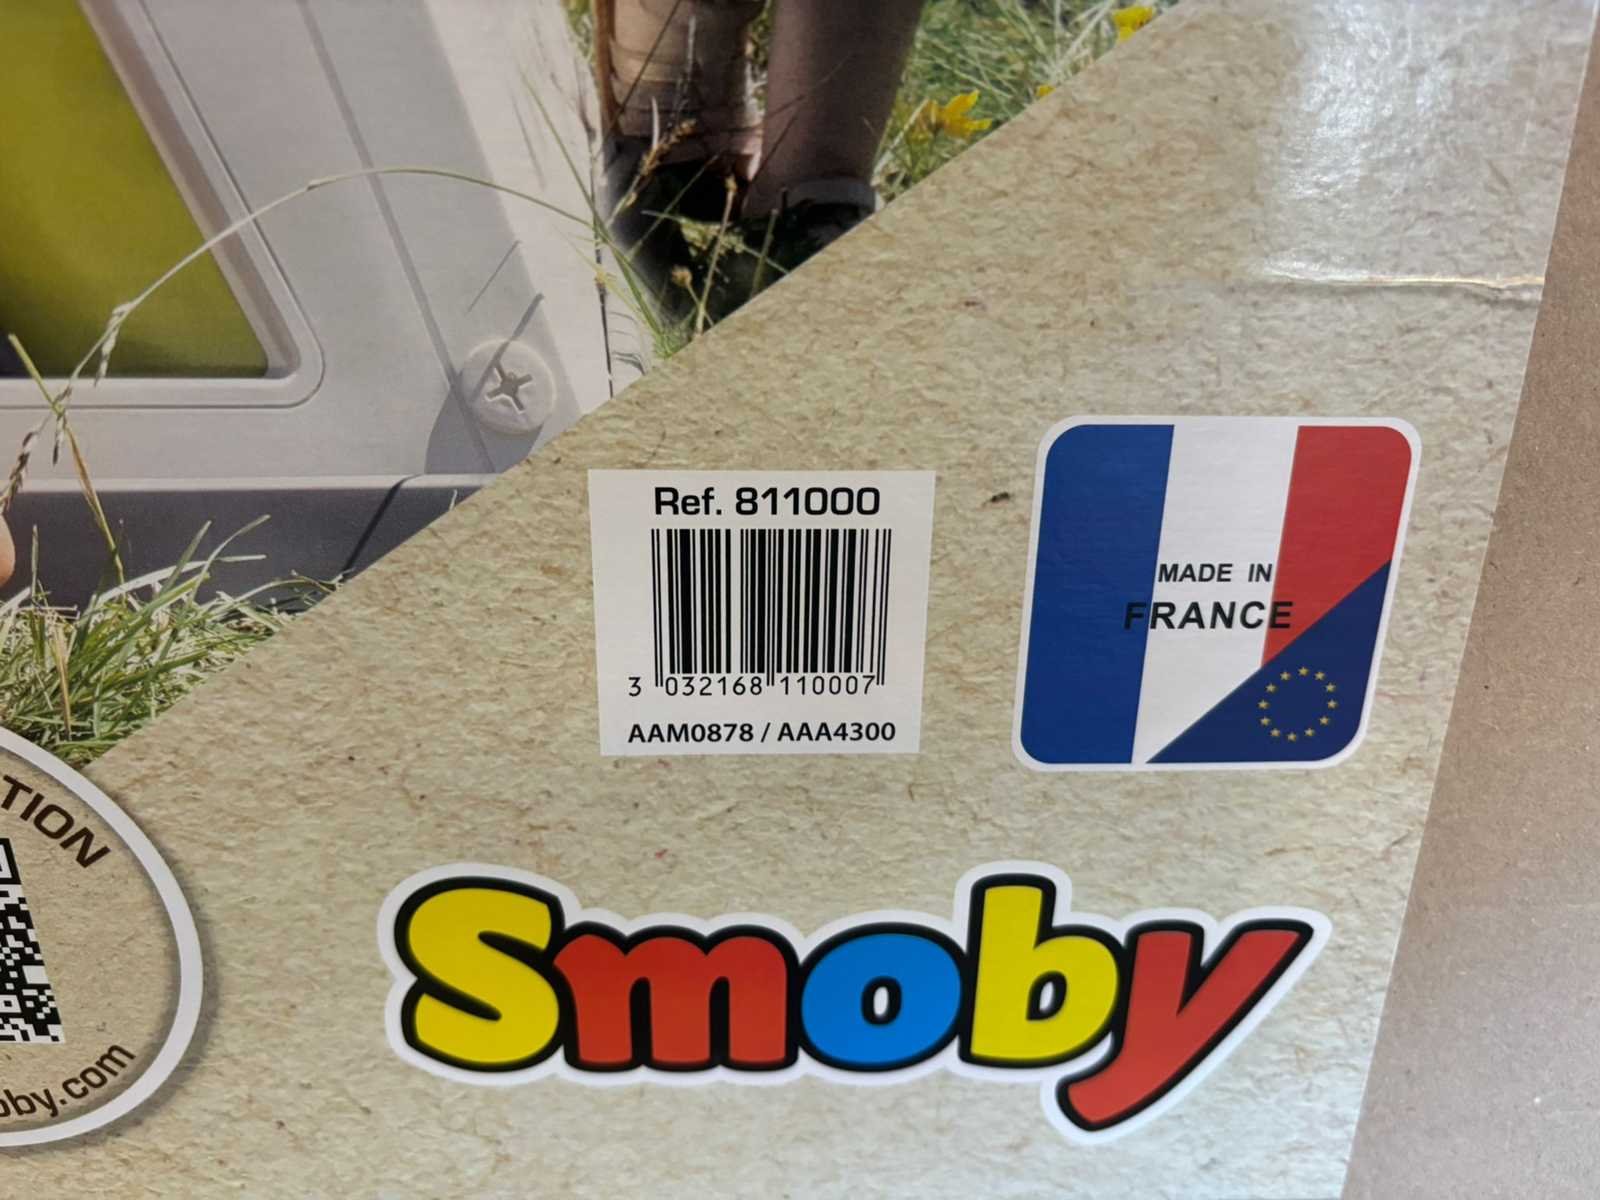 Ref. 811000
3 032168 110007
AAM0878 / AAA4300
MADE IN
FRANCE
TION
oby.com
Smoby